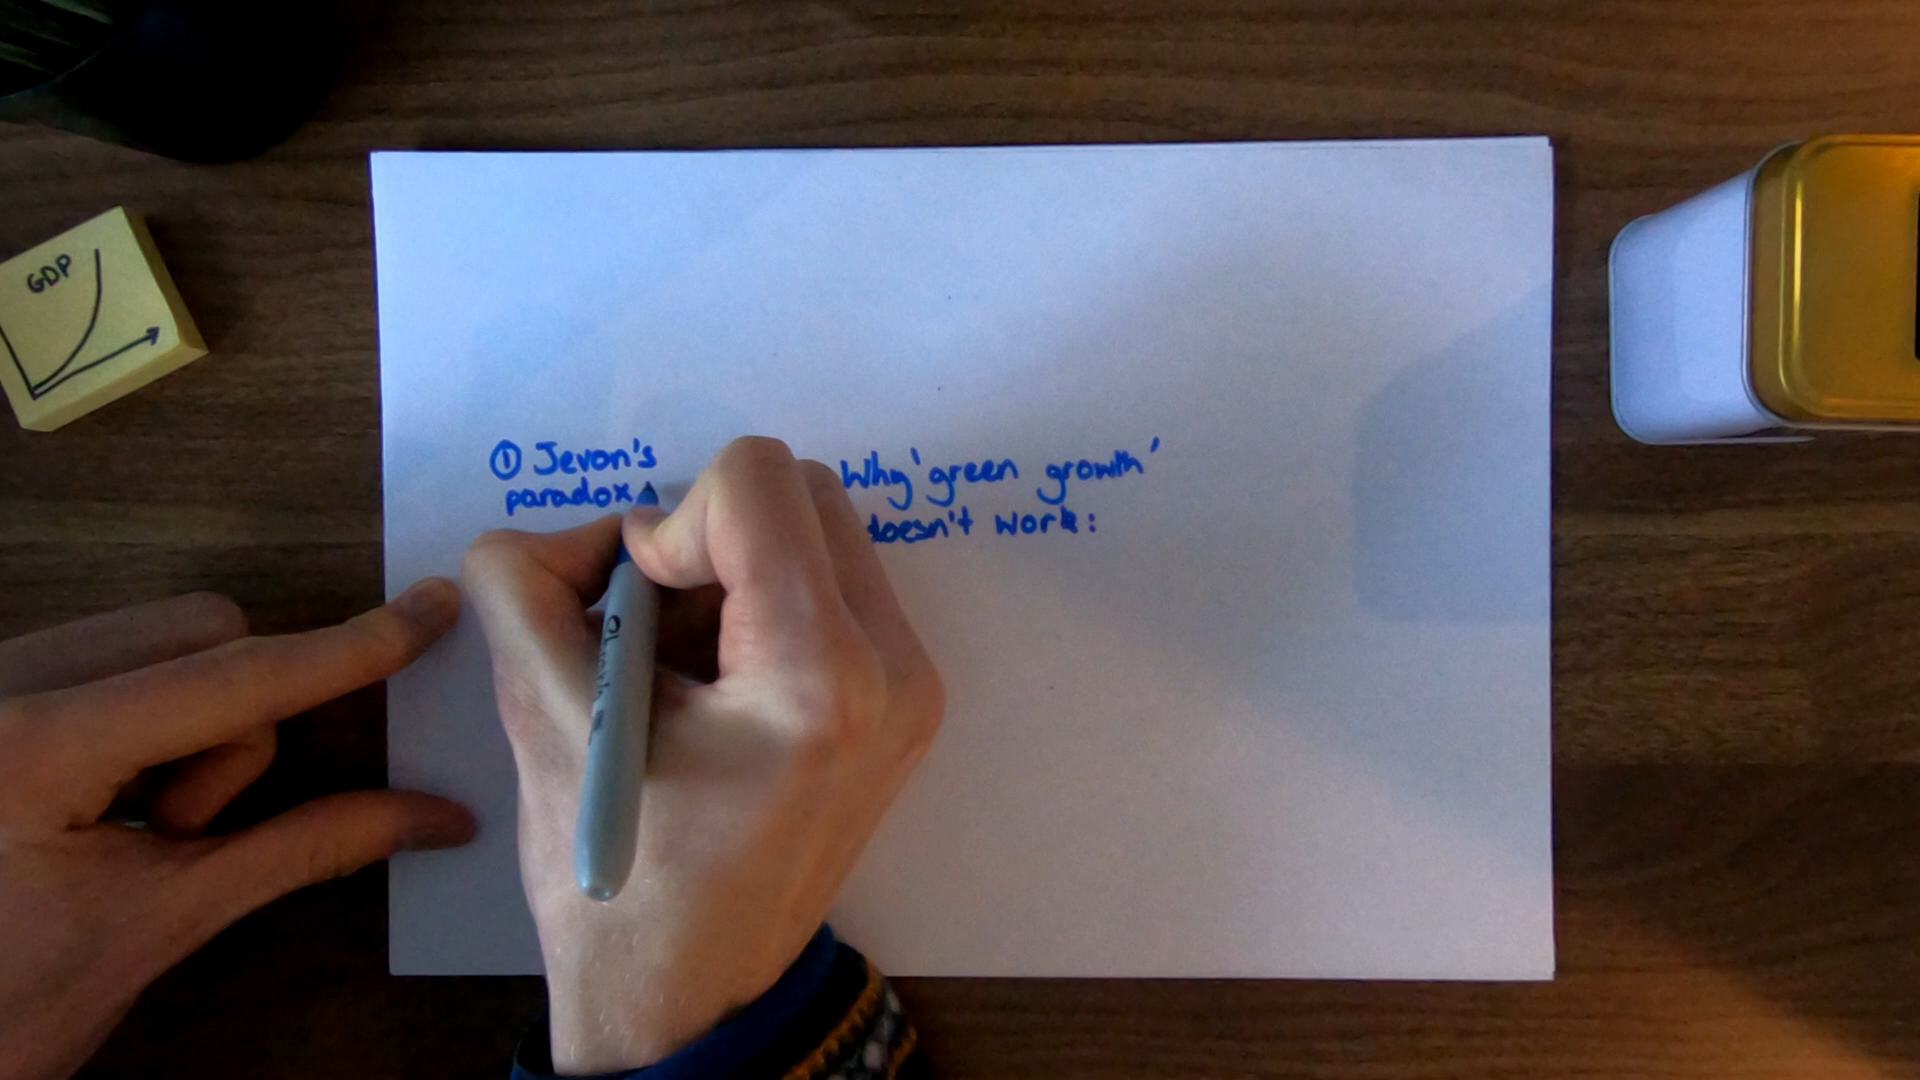 GDP
① Jevon's
paradox
Why 'green growth'
doesn't work: